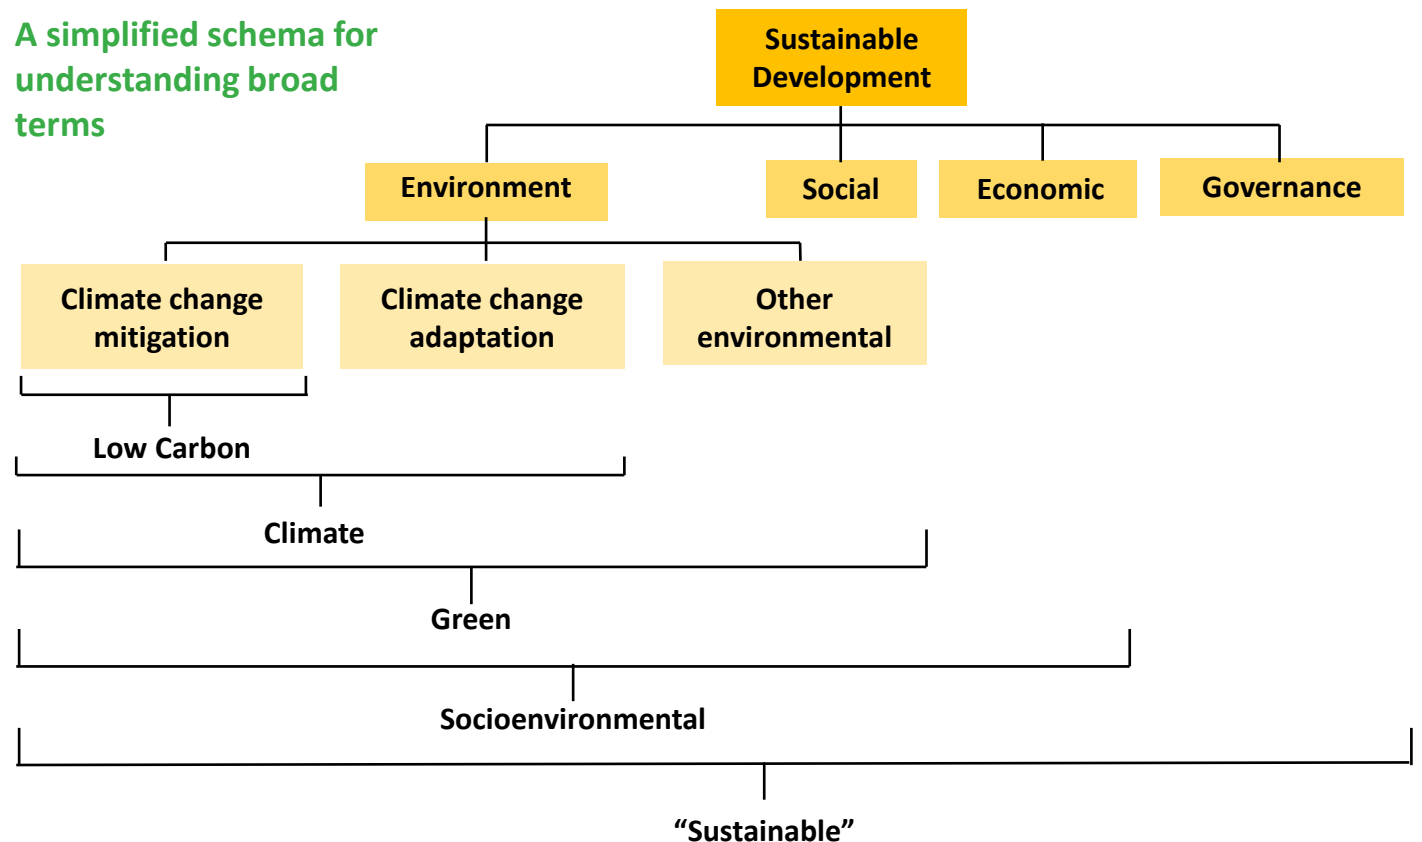 A simplified schema for
understanding broad
terms
Sustainable
Development
Environment
Social
Economic
Governance
Climate change
mitigation
Climate change
adaptation
Other
environmental
Low Carbon
Climate
Green
Socioenvironmental
“Sustainable”